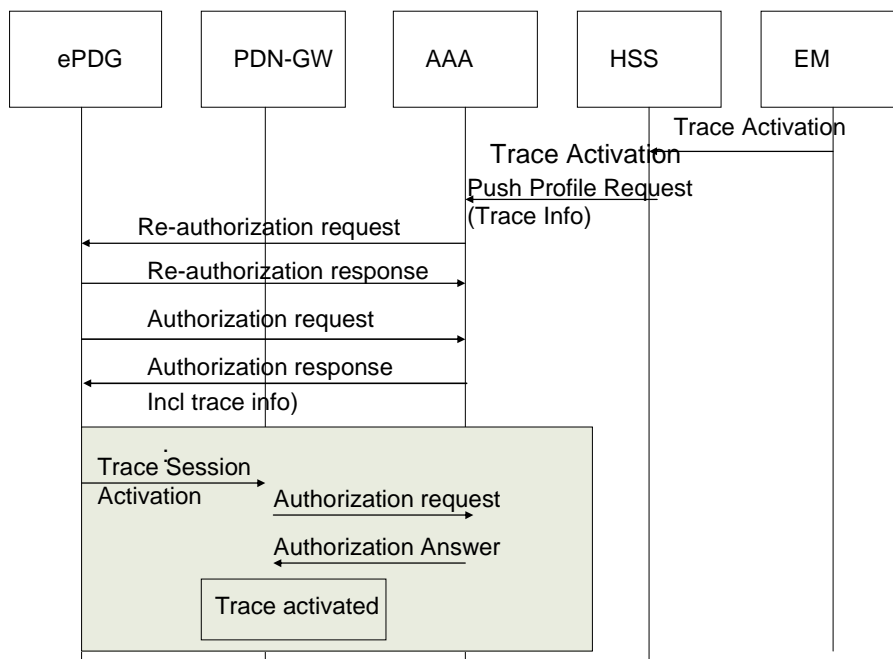 ePDG
PDN-GW
AAA
HSS
EM
Trace Activation
Trace Activation
Push Profile Request
(Trace Info)
Re-authorization request
Re-authorization response
Authorization request
Authorization response
Incl trace info)
:
Trace Session
Activation
Authorization request
Authorization Answer
Trace activated